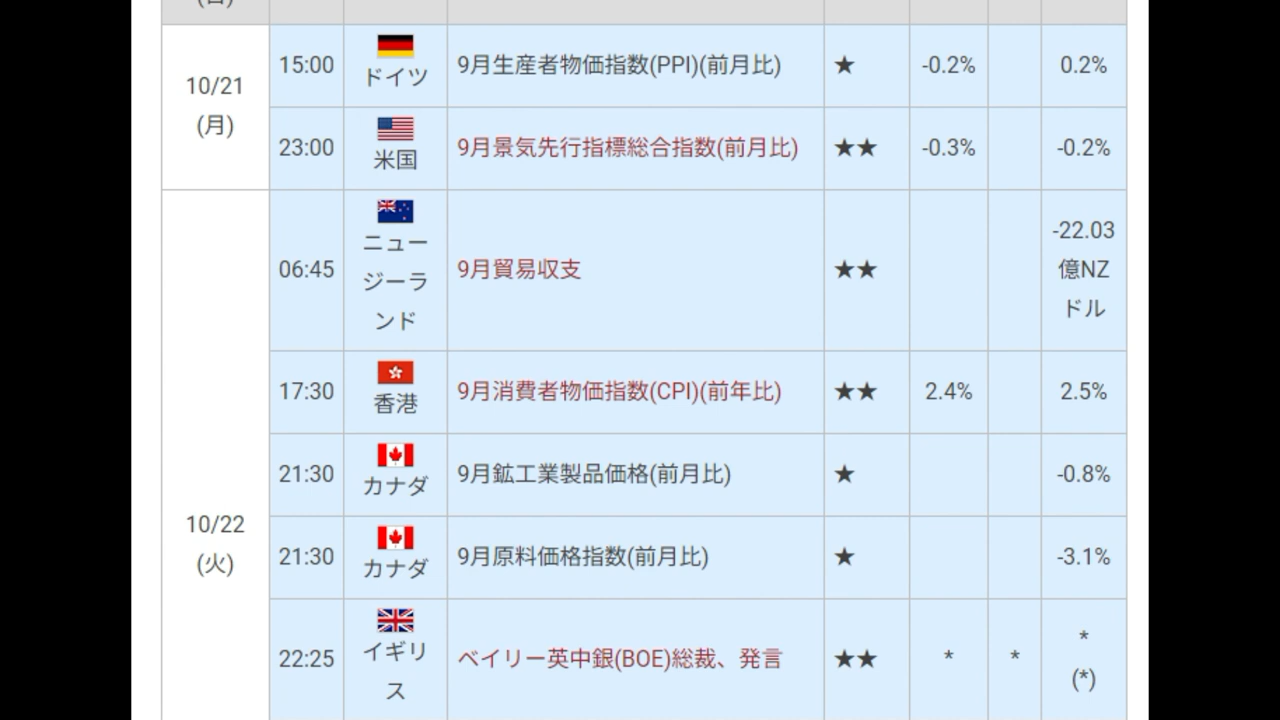 (日)
10/21
(月)
15:00
ドイツ
9月生産者物価指数(PPI)(前月比)
★
-0.2%
0.2%
23:00
米国
9月景気先行指標総合指数(前月比)
★★
-0.3%
-0.2%
10/22
(火)
06:45
ニュー
ジーラ
ンド
9月貿易収支
★★
-22.03
億NZ
ドル
17:30
香港
9月消費者物価指数(CPI)(前年比)
★★
2.4%
2.5%
21:30
カナダ
9月鉱工業製品価格(前月比)
★
-0.8%
21:30
カナダ
9月原料価格指数(前月比)
★
-3.1%
22:25
イギリ
ス
ベイリー英中銀(BOE)総裁、発言
★★
*
*
*
(*)